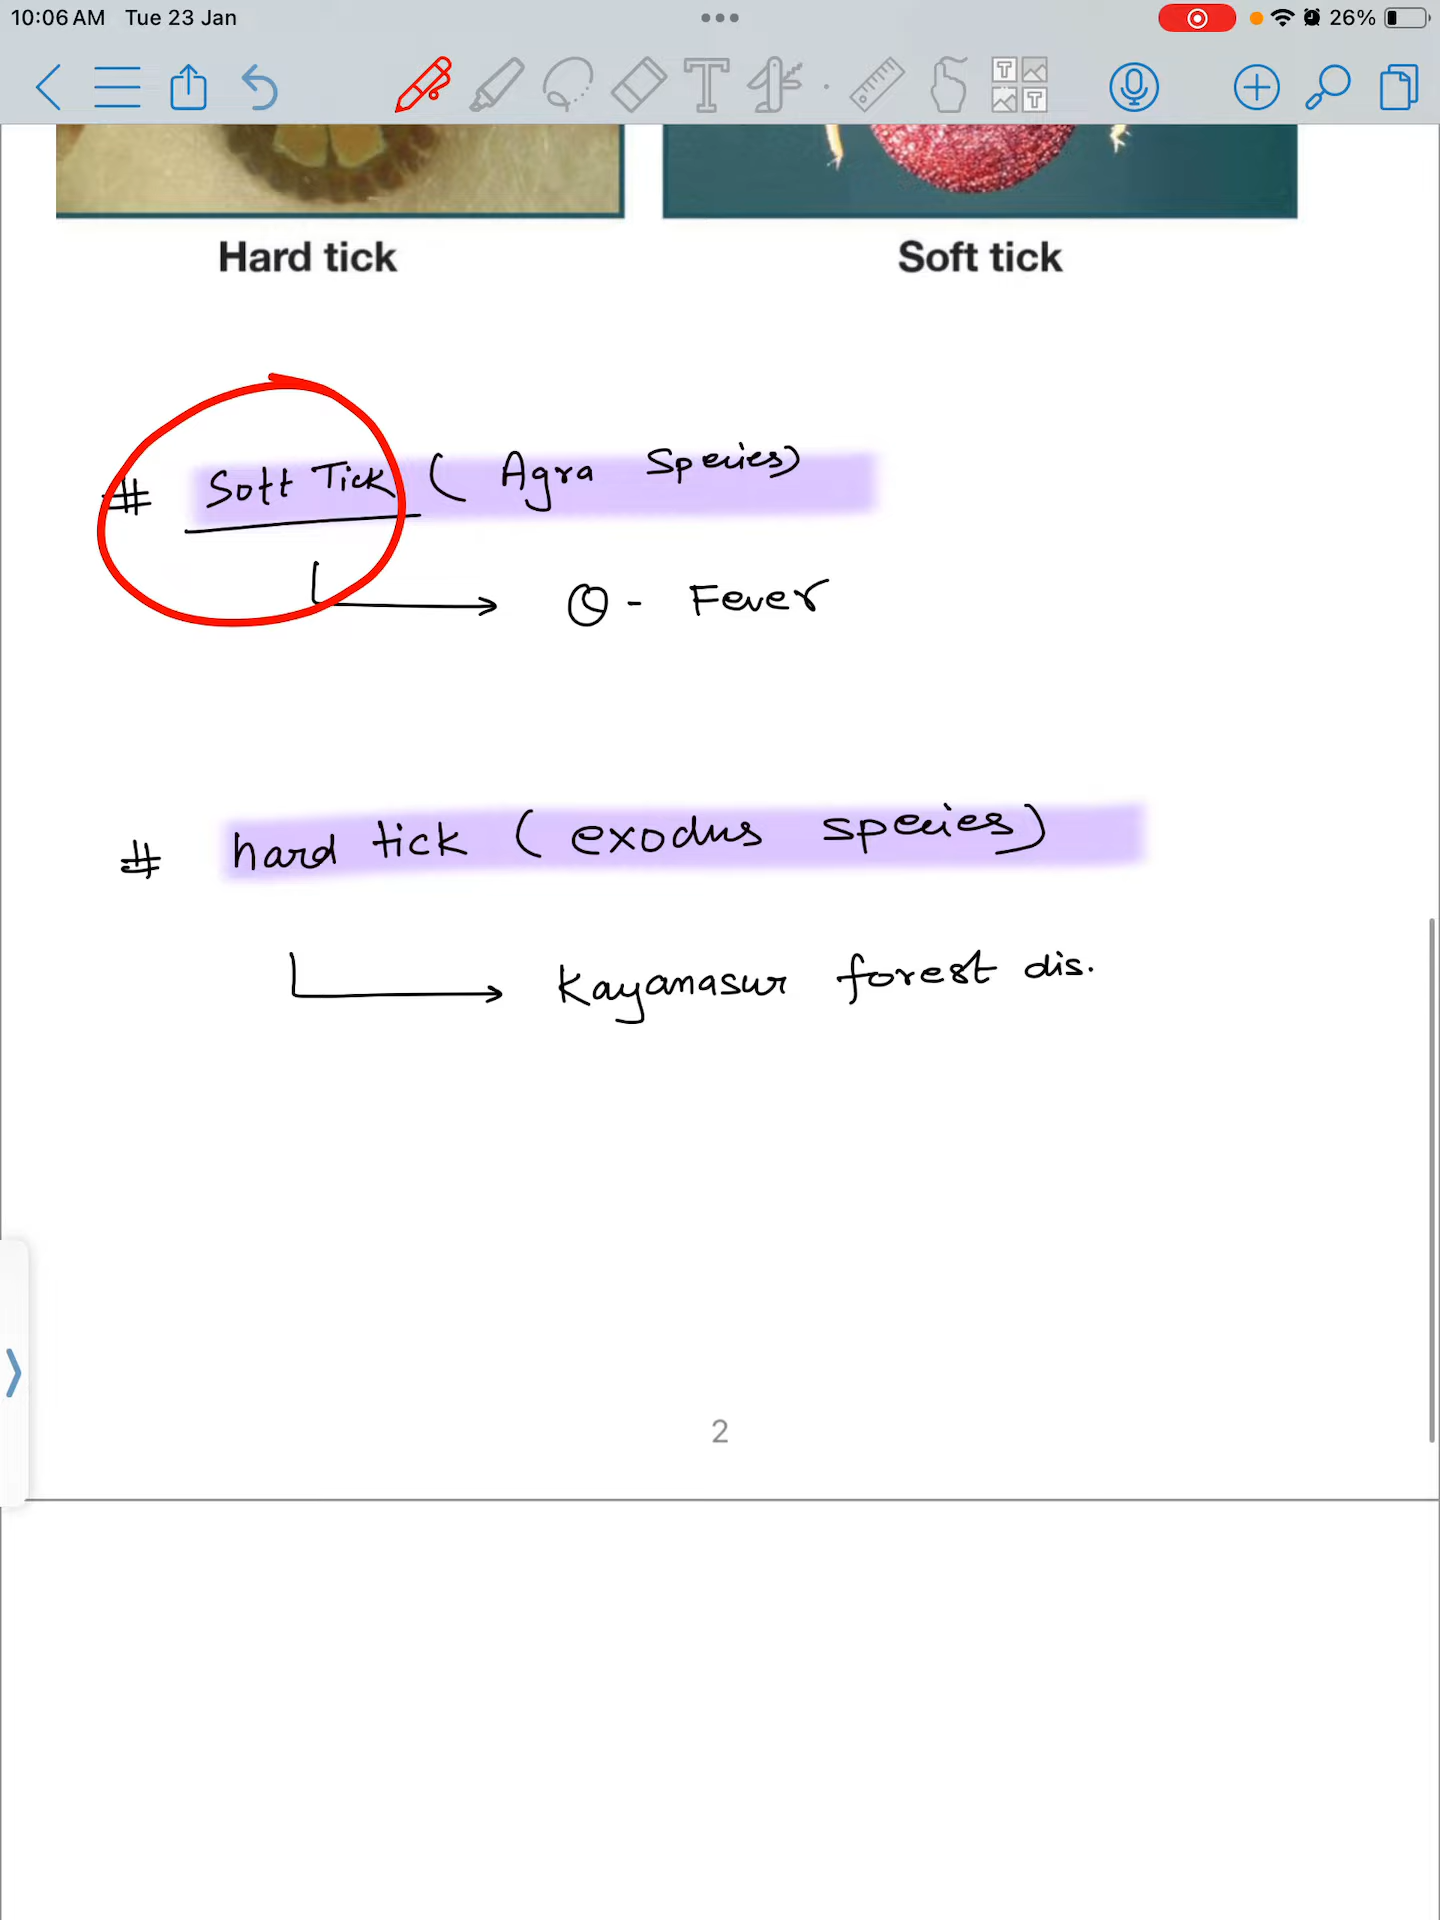 10:06 AM Tue 23 Jan
26%
Hard tick
Soft tick
# Soft Tick ( Agra Species)
Q - Fever
# hard tick ( exodus species)
Kayanasur forest dis.
2